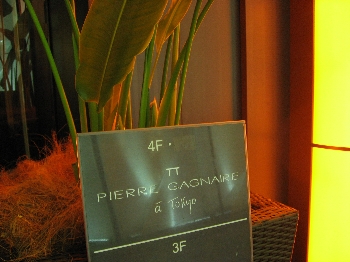 4F ·
π
PIERRE GAGNAIRE
à Tokyo
3F